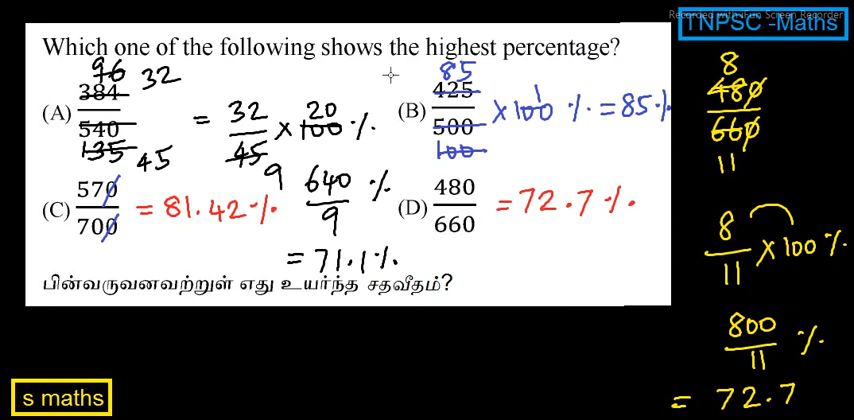 Recorded with iFun Screen Recorder
TNPSC -Maths
Which one of the following shows the highest percentage?
96 32
(A) 384/540 = 32/45 × 100 %
20
135 45
9
640/9 %
= 71.1%
85
(B) 425/500 × 100 % = 85%
1
100
(C) 570/700 = 81.42%
(D) 480/660 = 72.7%
பின்வருவனவற்றுள் எது உயர்ந்த சதவீதம்?
8
480/660
11
8/11 × 100 %
800/11 %
= 72.7
s maths